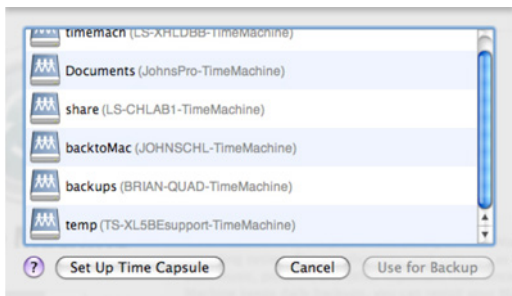 timemach (LS-XHLDBB-TimeMachine)
Documents (JohnsPro-TimeMachine)
share (LS-CHLAB1-TimeMachine)
backtoMac (JOHNSCHL-TimeMachine)
backups (BRIAN-QUAD-TimeMachine)
temp (TS-XL5BEsupport-TimeMachine)
? Set Up Time Capsule Cancel Use for Backup